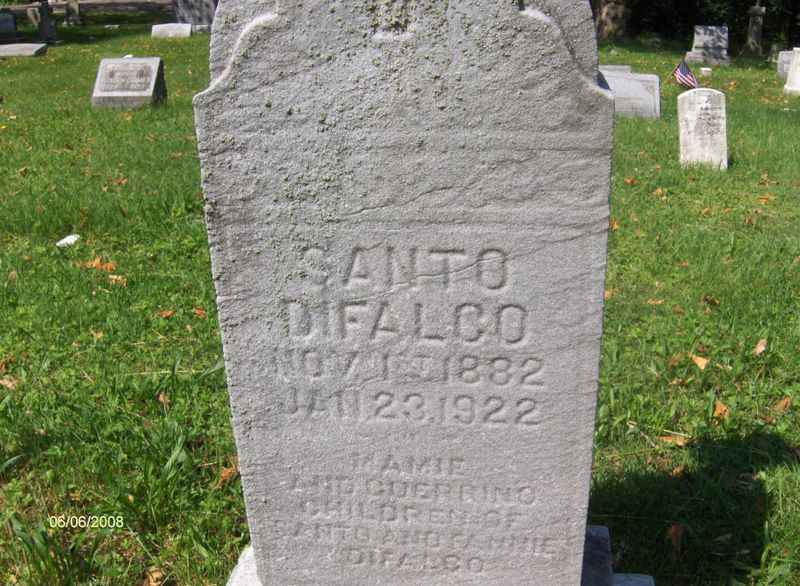 SANTO
DIFALCO
NOV. 1ST 1882
JAN 23. 1922
MAMIE
AND GUERRINO
CHILDREN OF
SANTO AND FANNIE
DIFALCO
06/06/2008